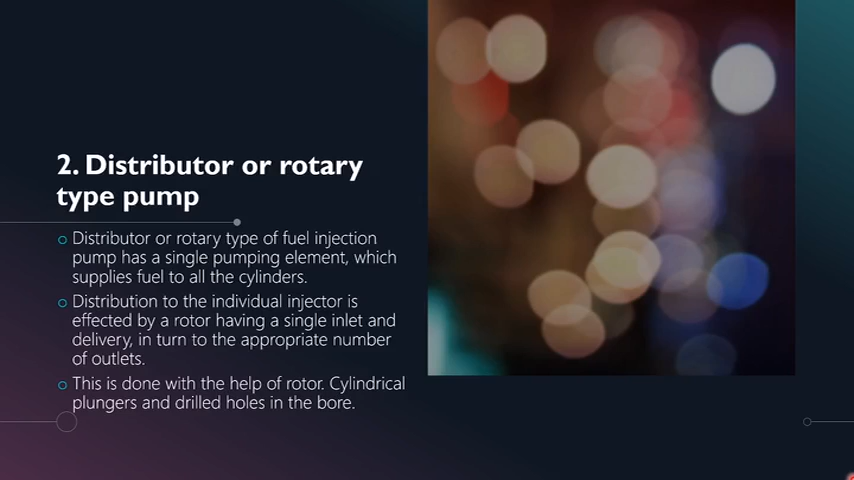 2. Distributor or rotary
type pump
Distributor or rotary type of fuel injection
pump has a single pumping element, which
supplies fuel to all the cylinders.
Distribution to the individual injector is
effected by a rotor having a single inlet and
delivery, in turn to the appropriate number
of outlets.
This is done with the help of rotor. Cylindrical
plungers and drilled holes in the bore.